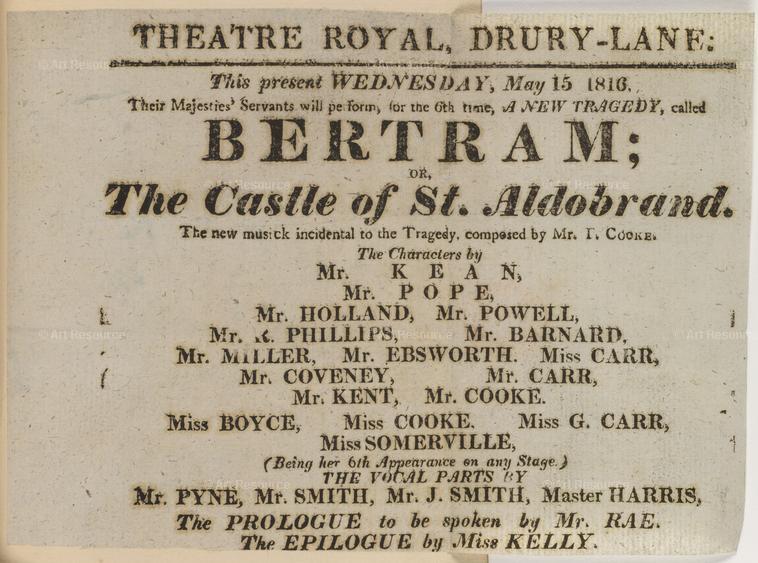 THEATRE ROYAL, DRURY-LANE:
This present WEDNESDAY, May 15 1816.
Their Majesties' Servants will perform, for the 6th time, A NEW TRAGEDY, called
BERTRAM;
OR,
The Castle of St. Aldobrand.
The new musick incidental to the Tragedy, composed by Mr. T. COOKE.
The Characters by
Mr. KEAN,
Mr. POPE,
Mr. HOLLAND, Mr. POWELL,
Mr. R. PHILLIPS, Mr. BARNARD,
Mr. MILLER, Mr. EBSWORTH. Miss CARR,
Mr. COVENEY, Mr. CARR,
Mr. KENT, Mr. COOKE.
Miss BOYCE, Miss COOKE. Miss G. CARR,
Miss SOMERVILLE,
(Being her 6th Appearance on any Stage.)
THE VOCAL PARTS BY
Mr. PYNE, Mr. SMITH, Mr. J. SMITH, Master HARRIS,
The PROLOGUE to be spoken by Mr. RAE.
The EPILOGUE by Miss KELLY.